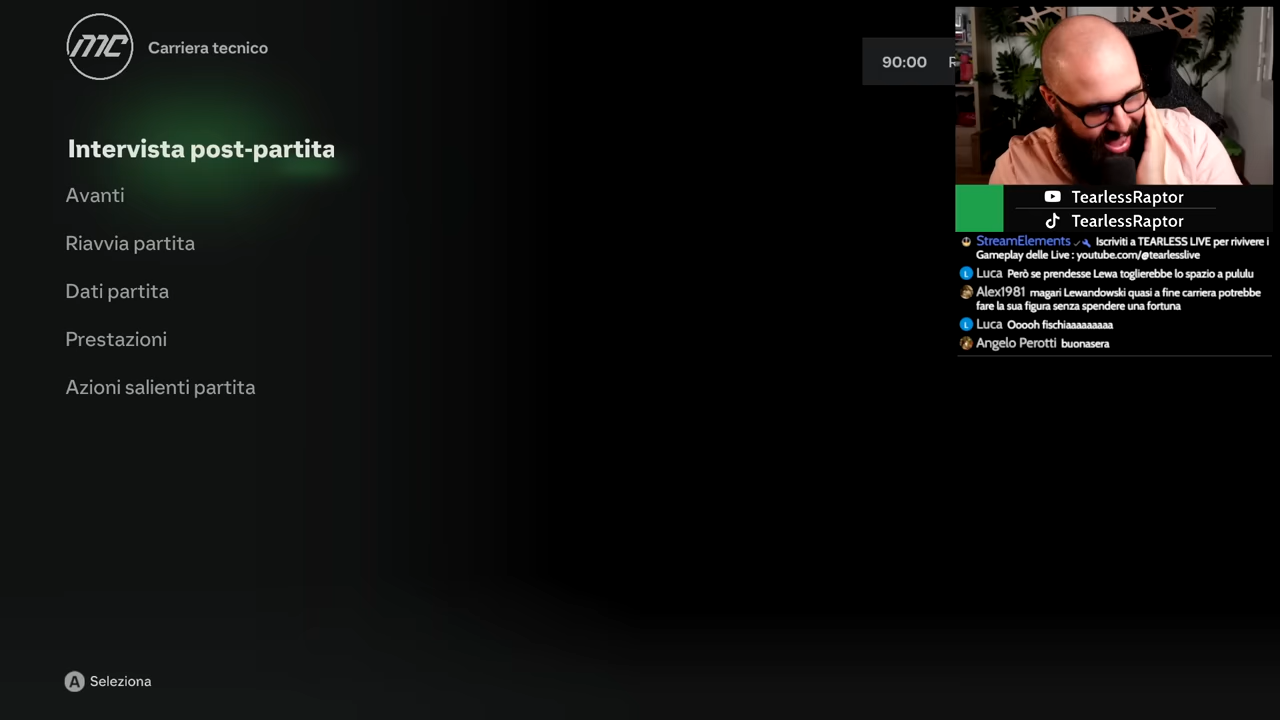 MC Carriera tecnico
90:00
Intervista post-partita
Avanti
Riavvia partita
Dati partita
Prestazioni
Azioni salienti partita
A Seleziona
TearlessRaptor
TearlessRaptor
StreamElements Iscriviti a TEARLESS LIVE per rivivere i
Gameplay delle Live : youtube.com/@tearlesslive
L Luca Però se prendesse Lewa toglierebbe lo spazio a pululu
Alex1981 magari Lewandowski quasi a fine carriera potrebbe
fare la sua figura senza spendere una fortuna
L Luca Ooooh fischiaaaaaaaaa
Angelo Perotti buonasera